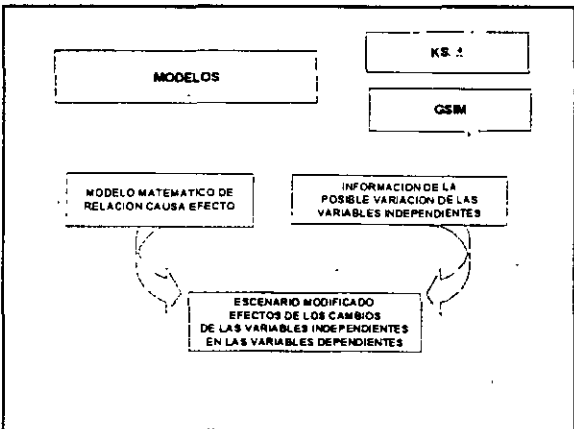 MODELOS
KS
GSIM
MODELO MATEMATICO DE
RELACION CAUSA EFECTO
INFORMACION DE LA
POSIBLE VARIACION DE LAS
VARIABLES INDEPENDIENTES
ESCENARIO MODIFICADO
EFECTOS DE LOS CAMBIOS
DE LAS VARIABLES INDEPENDIENTES
EN LAS VARIABLES DEPENDIENTES